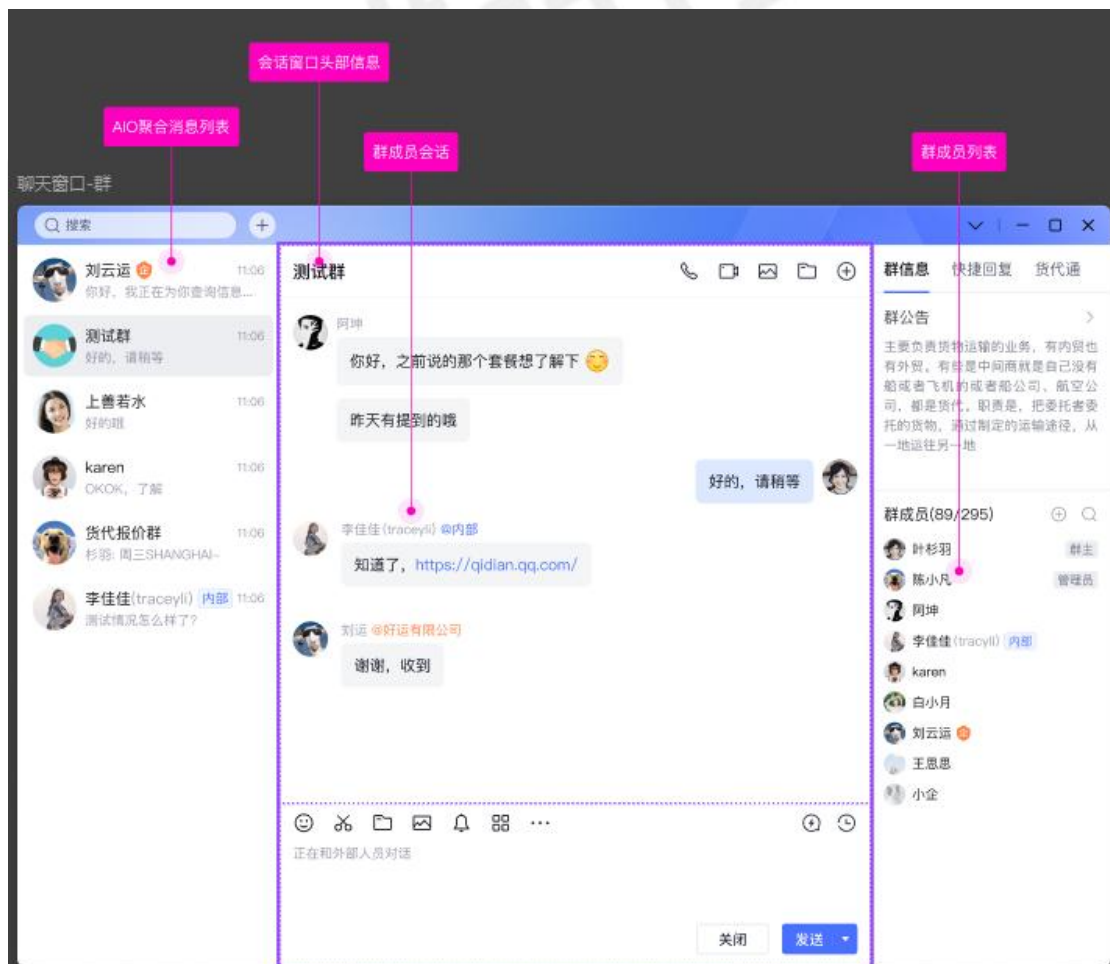 会话窗口头部信息
AIO聚合消息列表
群成员会话
群成员列表
聊天窗口-群
搜索
刘云运 企 11:06
你好，我正在为你查询信息...
测试群 11:06
好的，请稍等
上善若水 11:06
好的哦
karen 11:06
OKOK，了解
货代报价群 11:06
杉羽: 周三SHANGHAI-
李佳佳(traceyli) 内部 11:06
测试情况怎么样了?
测试群
阿坤
你好，之前说的那个套餐想了解下
昨天有提到的哦
好的，请稍等
李佳佳(traceyli) @内部
知道了，https://qidian.qq.com/
刘运 @好运有限公司
谢谢，收到
正在和外部人员对话
关闭 发送
群信息 快捷回复 货代通
群公告
主要负责货物运输的业务，有内贸也
有外贸，有些是中间商就是自己没有
船或者飞机的或者船公司、航空公
司，都是货代。职责是，把委托者委
托的货物，通过制定的运输途径，从
一地运往另一地
群成员(89/295)
叶杉羽 群主
陈小凡 管理员
阿坤
李佳佳(tracyli) 内部
karen
白小月
刘云运 企
王思思
小企